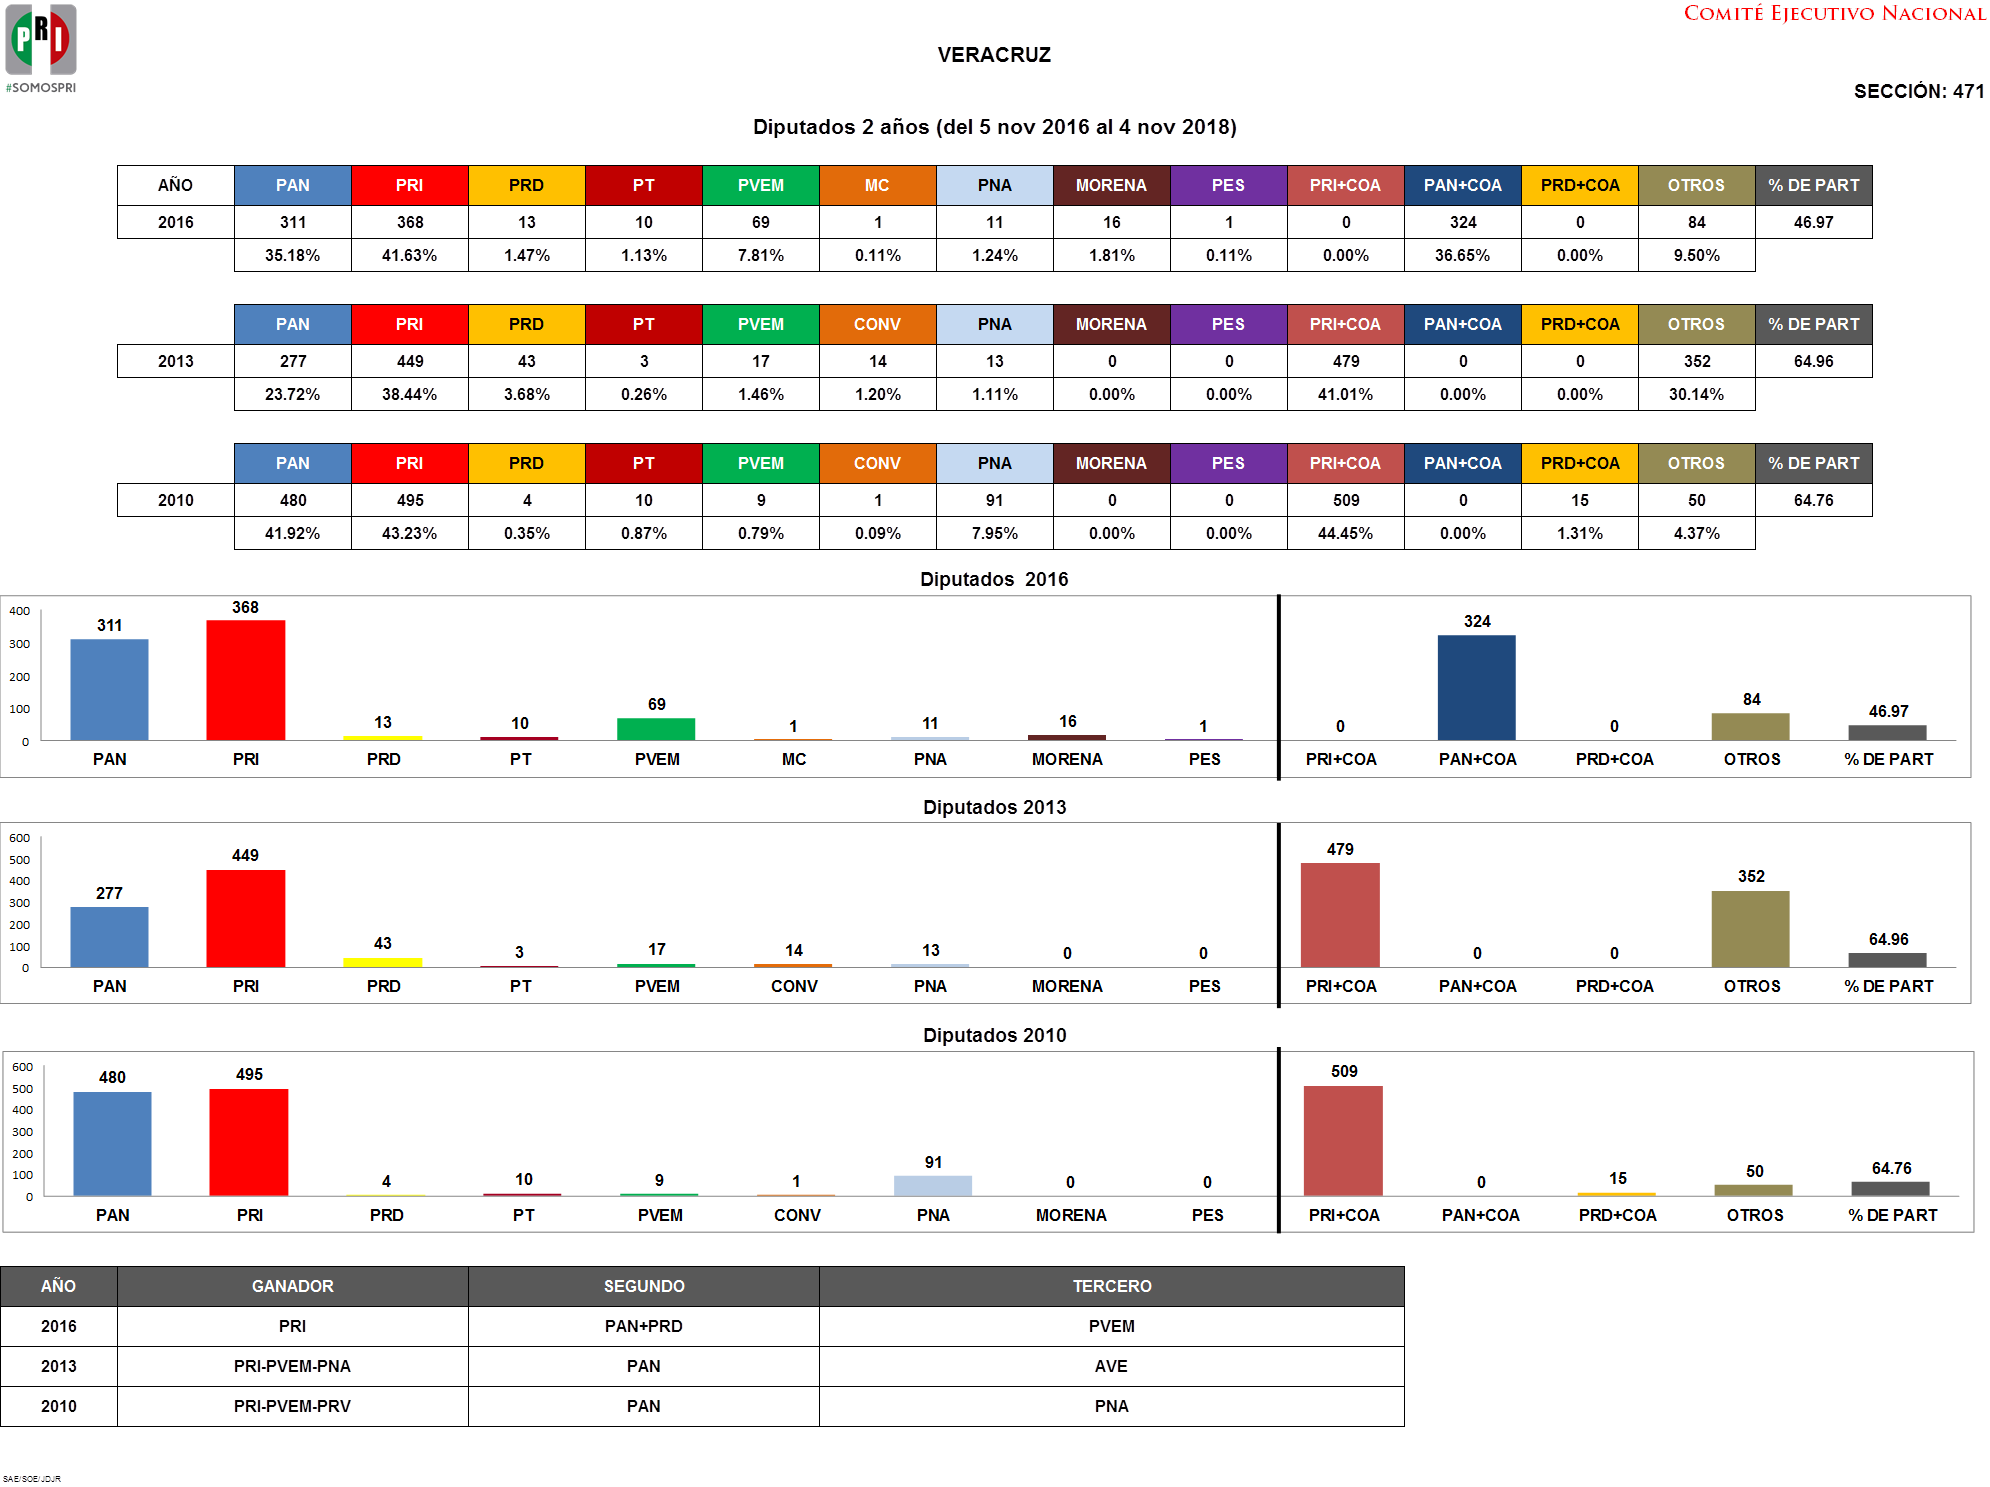 PRI
#SOMOSPRI
COMITÉ EJECUTIVO NACIONAL
VERACRUZ
SECCIÓN: 471
Diputados 2 años (del 5 nov 2016 al 4 nov 2018)
AÑO PAN PRI PRD PT PVEM MC PNA MORENA PES PRI+COA PAN+COA PRD+COA OTROS % DE PART
2016 311 368 13 10 69 1 11 16 1 0 324 0 84 46.97
35.18% 41.63% 1.47% 1.13% 7.81% 0.11% 1.24% 1.81% 0.11% 0.00% 36.65% 0.00% 9.50%
PAN PRI PRD PT PVEM CONV PNA MORENA PES PRI+COA PAN+COA PRD+COA OTROS % DE PART
2013 277 449 43 3 17 14 13 0 0 479 0 0 352 64.96
23.72% 38.44% 3.68% 0.26% 1.46% 1.20% 1.11% 0.00% 0.00% 41.01% 0.00% 0.00% 30.14%
PAN PRI PRD PT PVEM CONV PNA MORENA PES PRI+COA PAN+COA PRD+COA OTROS % DE PART
2010 480 495 4 10 9 1 91 0 0 509 0 15 50 64.76
41.92% 43.23% 0.35% 0.87% 0.79% 0.09% 7.95% 0.00% 0.00% 44.45% 0.00% 1.31% 4.37%
Diputados 2016
400
300
200
100
0
311 368 13 10 69 1 11 16 1 0 324 0 84 46.97
PAN PRI PRD PT PVEM MC PNA MORENA PES PRI+COA PAN+COA PRD+COA OTROS % DE PART
Diputados 2013
600
500
400
300
200
100
0
277 449 43 3 17 14 13 0 0 479 0 0 352 64.96
PAN PRI PRD PT PVEM CONV PNA MORENA PES PRI+COA PAN+COA PRD+COA OTROS % DE PART
Diputados 2010
600
500
400
300
200
100
0
480 495 4 10 9 1 91 0 0 509 0 15 50 64.76
PAN PRI PRD PT PVEM CONV PNA MORENA PES PRI+COA PAN+COA PRD+COA OTROS % DE PART
AÑO GANADOR SEGUNDO TERCERO
2016 PRI PAN+PRD PVEM
2013 PRI-PVEM-PNA PAN AVE
2010 PRI-PVEM-PRV PAN PNA
SAE/SOE/JDJR